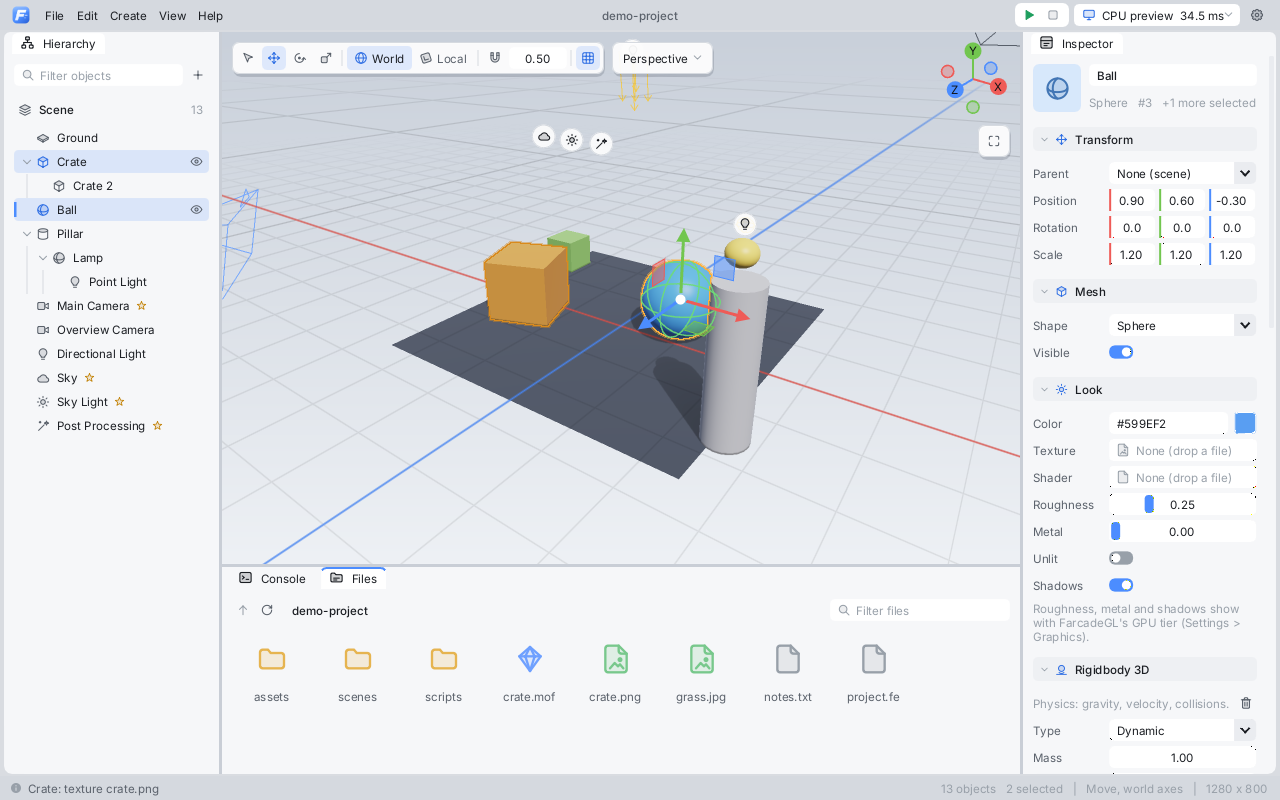 File Edit Create View Help
demo-project
CPU preview 34.5 ms
Hierarchy
Filter objects
Scene 13
Ground
Crate
Crate 2
Ball
Pillar
Lamp
Point Light
Main Camera
Overview Camera
Directional Light
Sky
Sky Light
Post Processing
World Local 0.50 Perspective
Y
X
Z
Console Files
demo-project
Filter files
assets scenes scripts crate.mof crate.png grass.jpg notes.txt project.fe
Inspector
Ball
Sphere #3 +1 more selected
Transform
Parent None (scene)
Position 0.90 0.60 -0.30
Rotation 0.0 0.0 0.0
Scale 1.20 1.20 1.20
Mesh
Shape Sphere
Visible
Look
Color #599EF2
Texture None (drop a file)
Shader None (drop a file)
Roughness 0.25
Metal 0.00
Unlit
Shadows
Roughness, metal and shadows show
with FarcadeGL's GPU tier (Settings >
Graphics).
Rigidbody 3D
Physics: gravity, velocity, collisions.
Type Dynamic
Mass 1.00
Crate: texture crate.png
13 objects 2 selected | Move, world axes | 1280 x 800